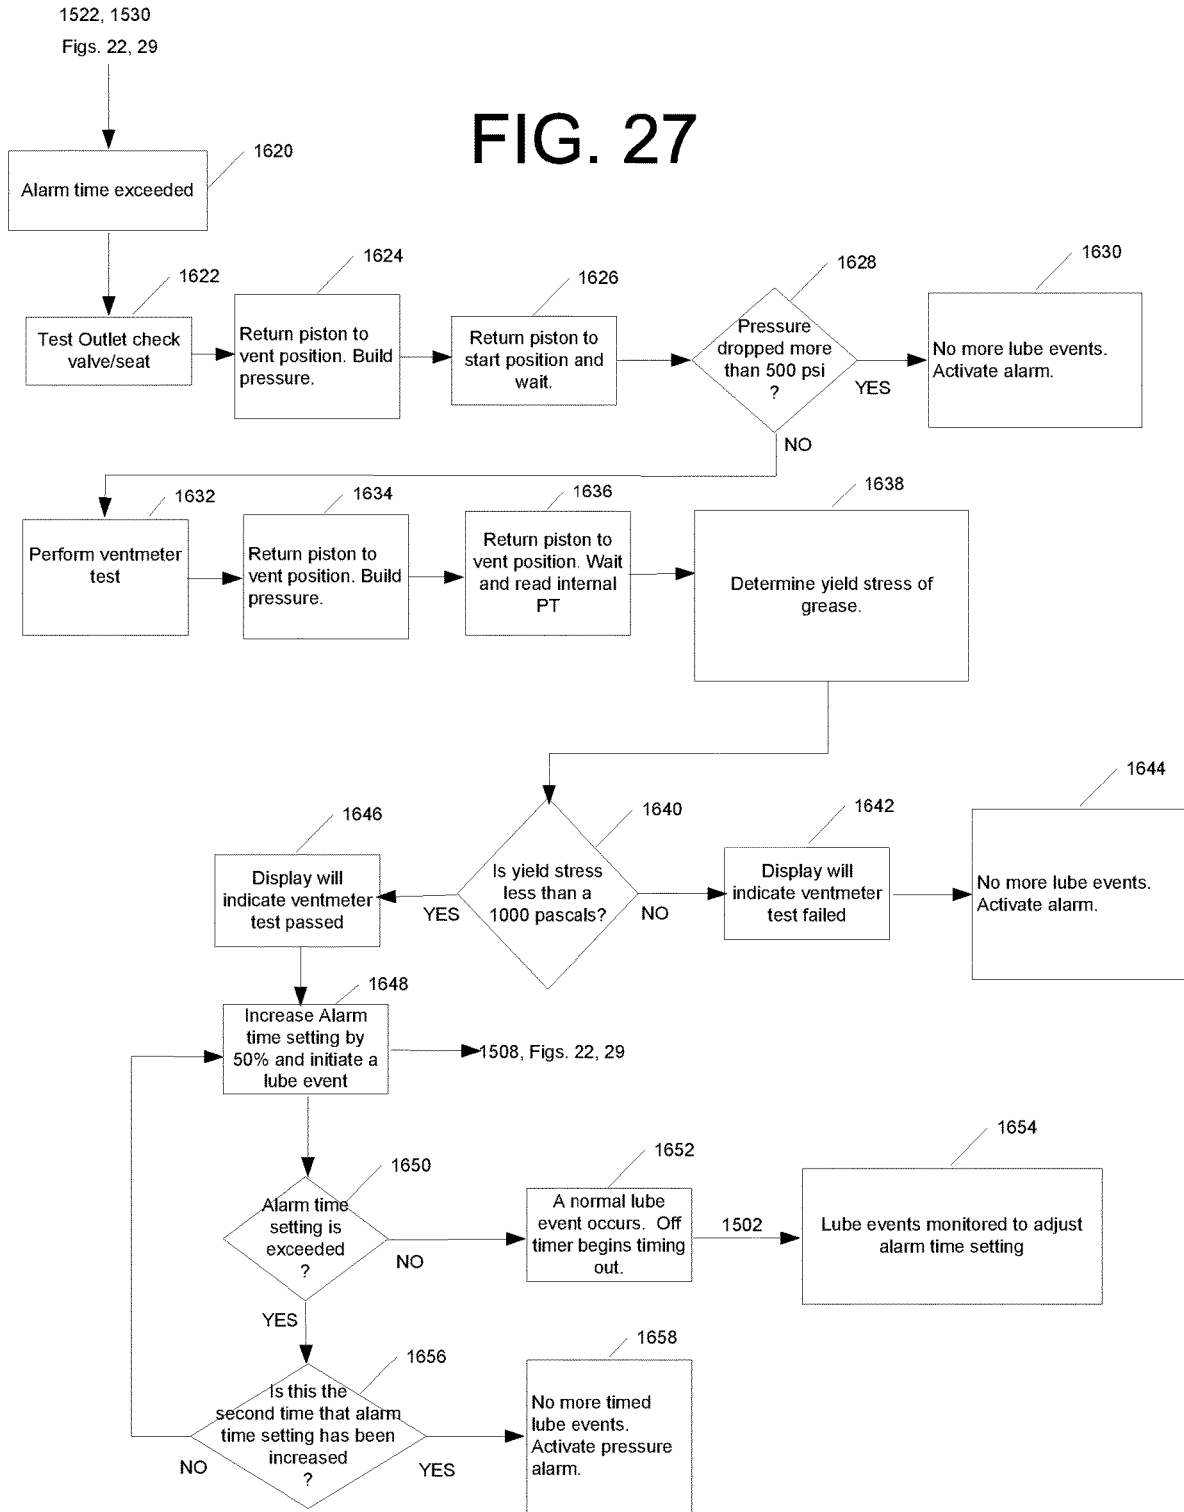 1522, 1530
Figs. 22, 29
FIG. 27
1620
Alarm time exceeded
1622
Test Outlet check
valve/seat
1624
Return piston to
vent position. Build
pressure.
1626
Return piston to
start position and
wait.
1628
Pressure
dropped more
than 500 psi
?
YES
NO
1630
No more lube events.
Activate alarm.
1632
Perform ventmeter
test
1634
Return piston to
vent position. Build
pressure.
1636
Return piston to
vent position. Wait
and read internal
PT
1638
Determine yield stress of
grease.
1640
Is yield stress
less than a
1000 pascals?
YES
NO
1642
Display will
indicate ventmeter
test failed
1644
No more lube events.
Activate alarm.
1646
Display will
indicate ventmeter
test passed
1648
Increase Alarm
time setting by
50% and initiate a
lube event
1508, Figs. 22, 29
1650
Alarm time
setting is
exceeded
?
NO
YES
1652
A normal lube
event occurs. Off
timer begins timing
out.
1502
1654
Lube events monitored to adjust
alarm time setting
1656
Is this the
second time that alarm
time setting has been
increased
?
NO
YES
1658
No more timed
lube events.
Activate pressure
alarm.